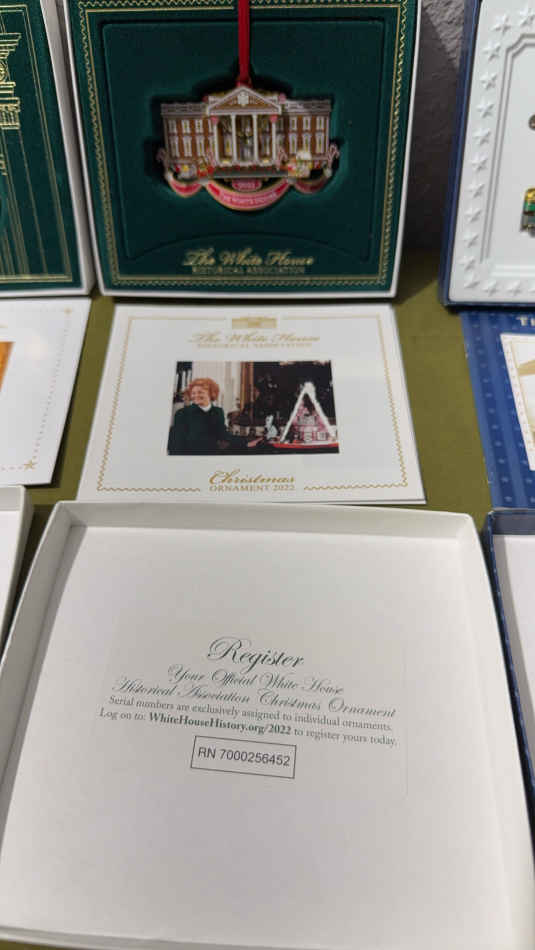 2022
THE WHITE HOUSE
The White House
HISTORICAL ASSOCIATION
The White House
HISTORICAL ASSOCIATION
Christmas
ORNAMENT 2022
Register
Your Official White House
Historical Association Christmas Ornament
Serial numbers are exclusively assigned to individual ornaments.
Log on to: WhiteHouseHistory.org/2022 to register yours today.
RN 7000256452